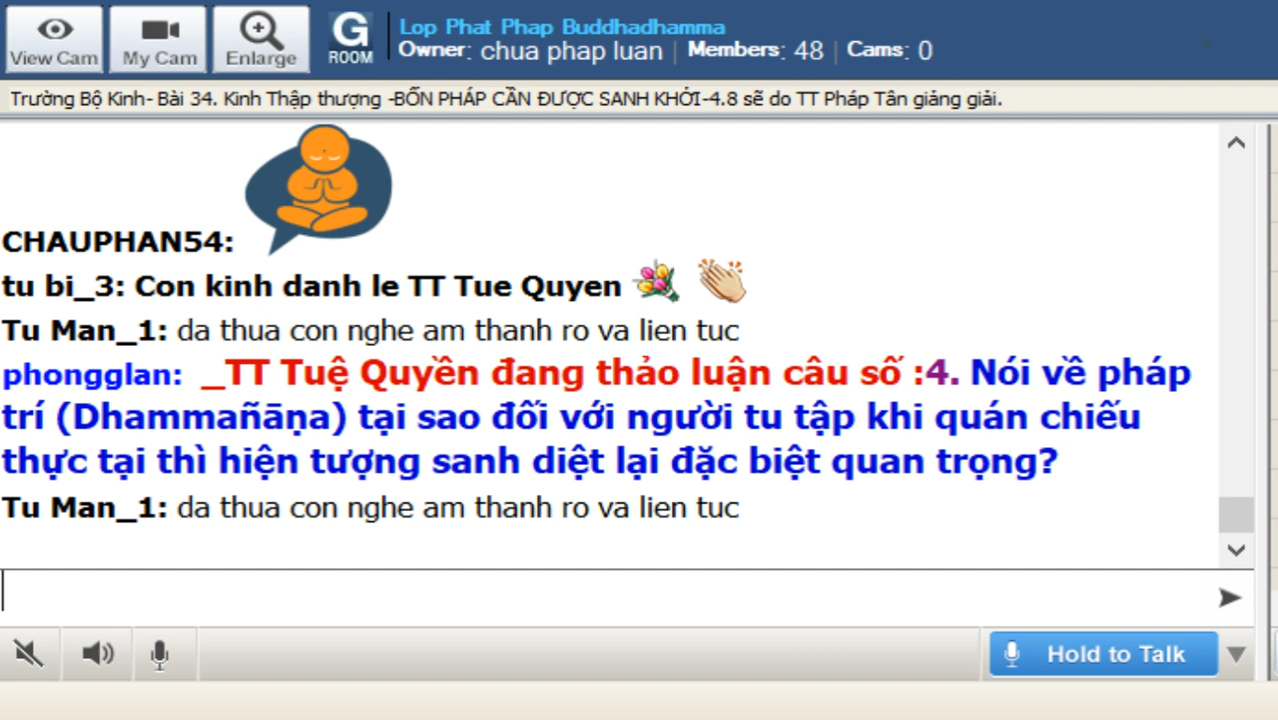 Lop Phat Phap Buddhadhamma
View Cam
My Cam
Enlarge
G ROOM
Owner: chua phap luan | Members: 48 | Cams: 0
Trường Bộ Kinh- Bài 34. Kinh Thập thượng -BỐN PHÁP CẦN ĐƯỢC SANH KHỞI-4.8 sẽ do TT Pháp Tân giảng giải.
CHAUPHAN54:
tu bi_3: Con kinh danh le TT Tue Quyen
Tu Man_1: da thua con nghe am thanh ro va lien tuc
phongglan: _TT Tuệ Quyền đang thảo luận câu số :4. Nói về pháp
trí (Dhammañāṇa) tại sao đối với người tu tập khi quán chiếu
thực tại thì hiện tượng sanh diệt lại đặc biệt quan trọng?
Tu Man_1: da thua con nghe am thanh ro va lien tuc
Hold to Talk